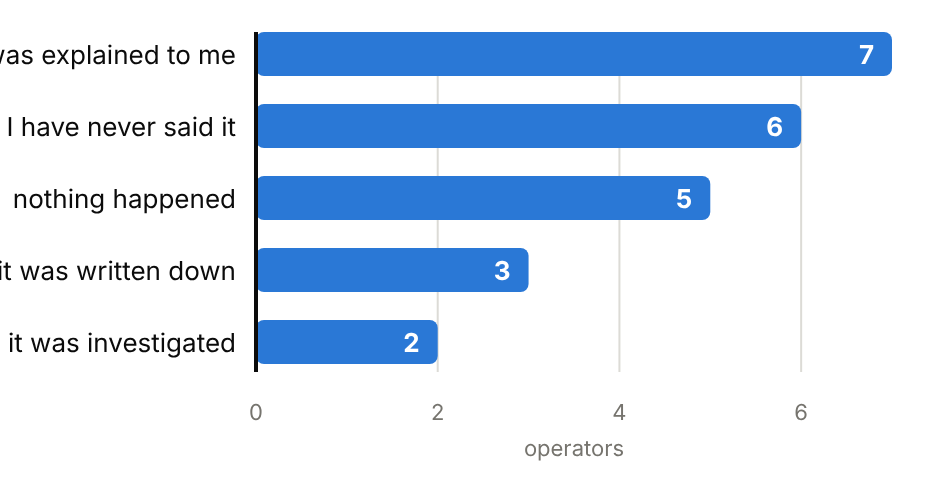 was explained to me 7
I have never said it 6
nothing happened 5
it was written down 3
it was investigated 2
0 2 4 6
operators